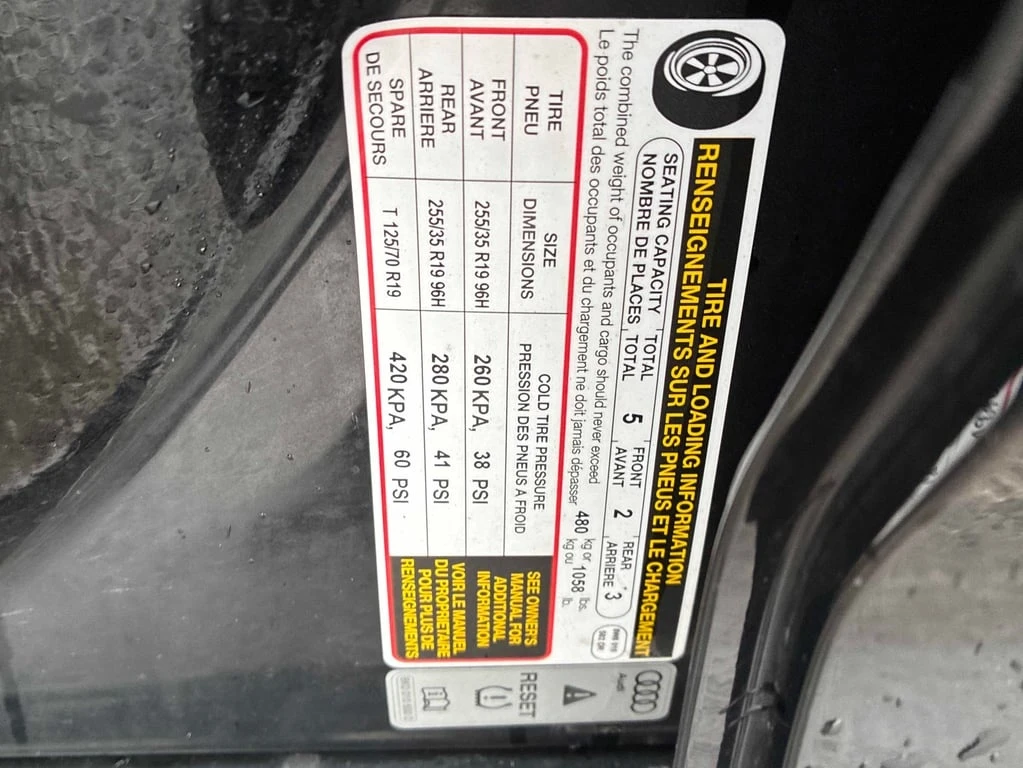 TIRE AND LOADING INFORMATION
RENSEIGNEMENTS SUR LES PNEUS ET LE CHARGEMENT
SEATING CAPACITY TOTAL 5 FRONT 2 REAR 3
NOMBRE DE PLACES TOTAL AVANT ARRIERE
The combined weight of occupants and cargo should never exceed 480 kg or 1058 lbs.
Le poids total des occupants et du chargement ne doit jamais dépasser kg ou lb.
TIRE SIZE COLD TIRE PRESSURE
PNEU DIMENSIONS PRESSION DES PNEUS A FROID
FRONT 255/35 R19 96H 260 KPA, 38 PSI
AVANT
REAR 255/35 R19 96H 280 KPA, 41 PSI
ARRIERE
SPARE T 125/70 R19 420 KPA, 60 PSI
DE SECOURS
SEE OWNER'S
MANUAL FOR
ADDITIONAL
INFORMATION
VOIR LE MANUEL
DU PROPRIETAIRE
POUR PLUS DE
RENSEIGNEMENTS
Audi
RESET